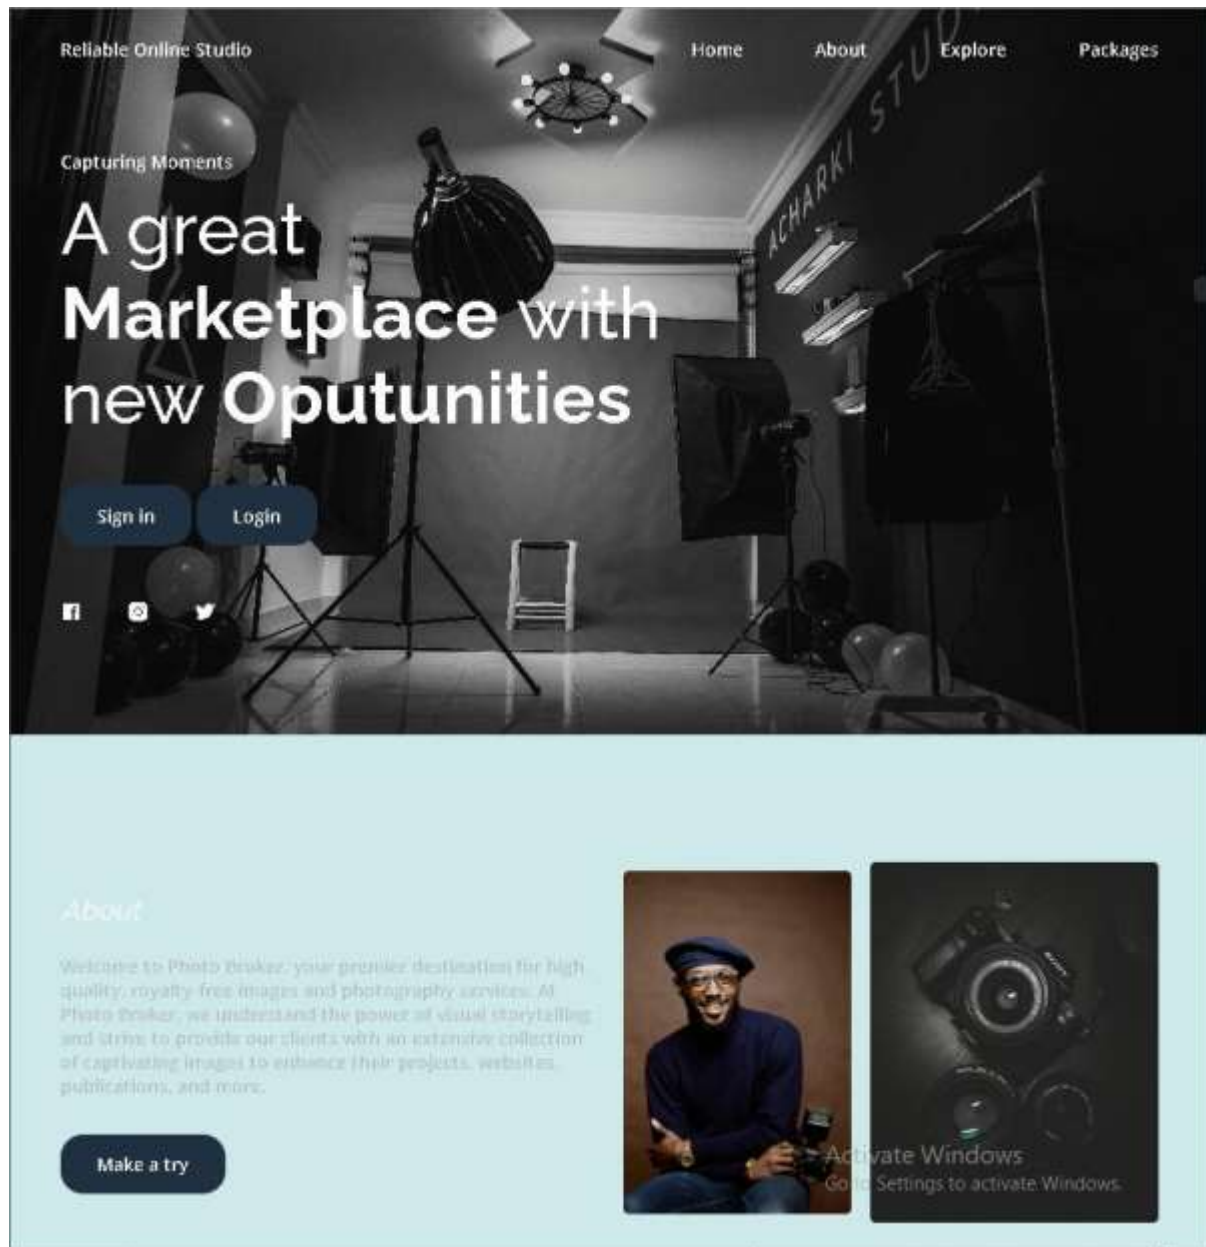 Reliable Online Studio
Home
About
Explore
Packages
ACHARKI STUD
Capturing Moments
A great
Marketplace with
new Oputunities
Sign in
Login
About
Welcome to Photo Broker, your premier destination for high
quality, royalty-free images and photography services. At
Photo Broker, we understand the power of visual storytelling
and strive to provide our clients with an extensive collection
of captivating images to enhance their projects, websites,
publications, and more.
SONY
Make a try
Activate Windows
Go to Settings to activate Windows.